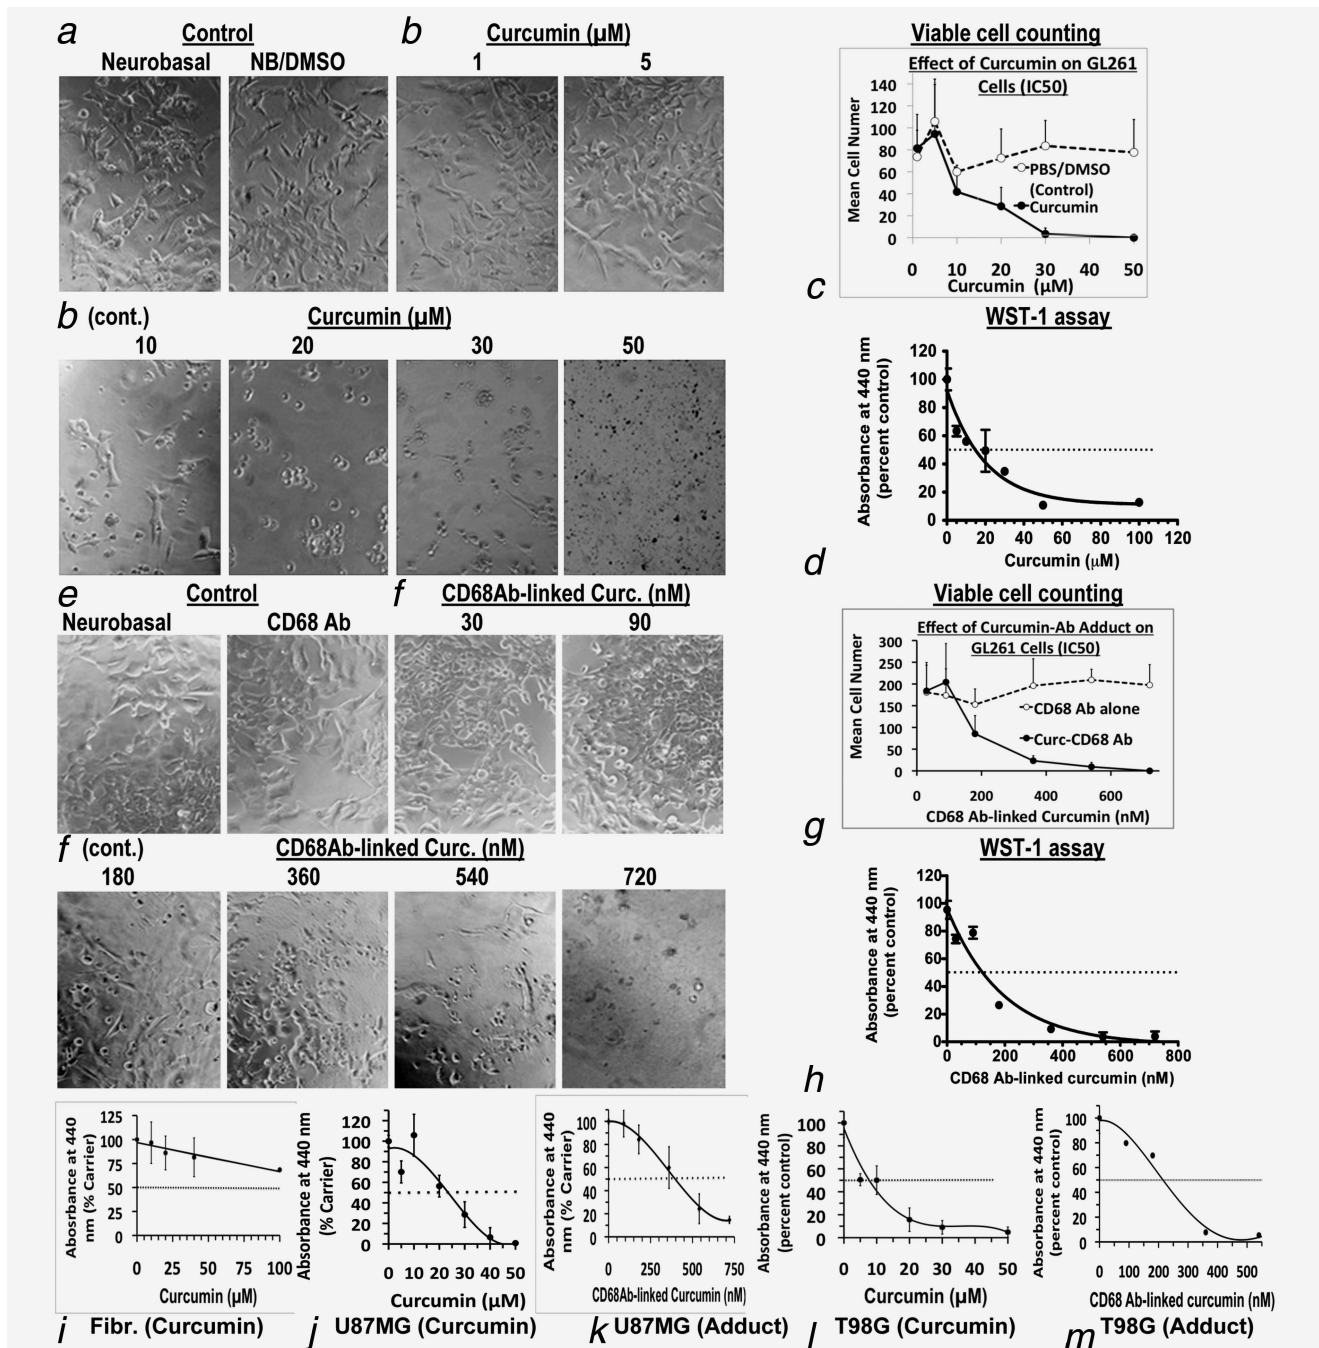 a Control b Curcumin (µM) Viable cell counting
Neurobasal NB/DMSO 1 5
Effect of Curcumin on GL261
Cells (IC50)
Mean Cell Numer
140
120
100
80
60
40
20
0
PBS/DMSO
(Control)
Curcumin
0 10 20 30 40 50
Curcumin (µM)
c
b (cont.) Curcumin (µM) WST-1 assay
10 20 30 50
Absorbance at 440 nm
(percent control)
120
100
80
60
40
20
0
0 20 40 60 80 100 120
Curcumin (µM)
d
e Control f CD68Ab-linked Curc. (nM) Viable cell counting
Neurobasal CD68 Ab 30 90
Effect of Curcumin-Ab Adduct on
GL261 Cells (IC50)
Mean Cell Numer
300
250
200
150
100
50
0
CD68 Ab alone
Curc-CD68 Ab
0 200 400 600
CD68 Ab-linked Curcumin (nM)
g
f (cont.) CD68Ab-linked Curc. (nM) WST-1 assay
180 360 540 720
Absorbance at 440 nm
(percent control)
120
100
80
60
40
20
0
0 200 400 600 800
CD68 Ab-linked curcumin (nM)
h
Abosrbance at 440
nm (% Carrier)
125
100
75
50
25
0
0 25 50 75 100
Curcumin (µM)
i Fibr. (Curcumin)
Absorbance at 440 nm
(% Carrier)
120
100
80
60
40
20
0
0 10 20 30 40 50
Curcumin (µM)
j U87MG (Curcumin)
Absorbance at 440
nm (% Carrier)
100
80
60
40
20
0
0 250 500 750
CD68Ab-linked Curcumin (nM)
k U87MG (Adduct)
Absorbance at 440 nm
(percent control)
100
80
60
40
20
0
0 10 20 30 40 50
Curcumin (µM)
l T98G (Curcumin)
Absorbance at 440 nm
(percent control)
100
80
60
40
20
0
0 100 200 300 400 500
CD68 Ab-linked curcumin (nM)
m T98G (Adduct)